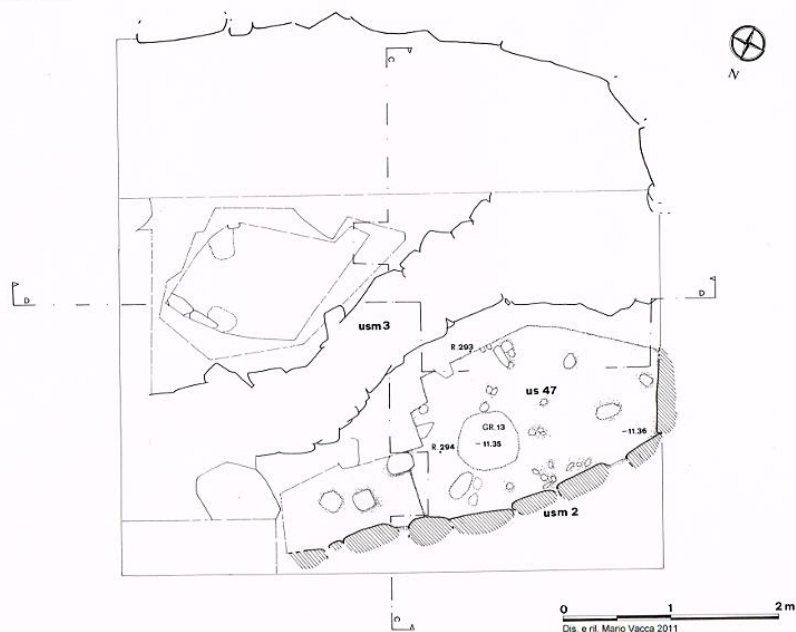 N
C
D
D
usm 3
R.293
us 47
GR.13
- 11.35
-11.36
R.294
usm 2
C
0 1 2 m
Dis. e ril. Mario Vacca 2011